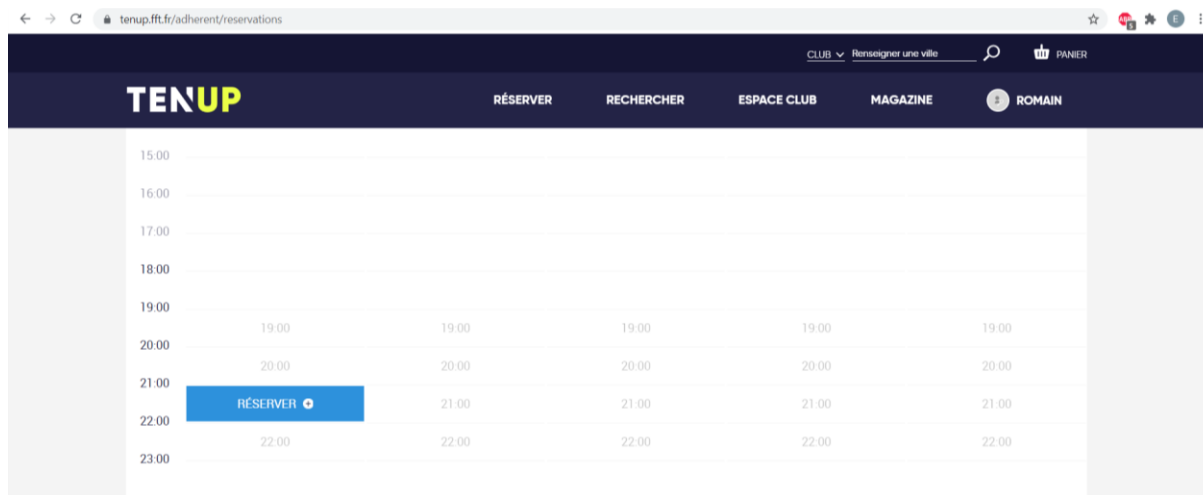 tenup.fft.fr/adherent/reservations
CLUB Renseigner une ville PANIER
TENUP RÉSERVER RECHERCHER ESPACE CLUB MAGAZINE ROMAIN
15:00
16:00
17:00
18:00
19:00
19:00 19:00 19:00 19:00 19:00
20:00
20:00 20:00 20:00 20:00 20:00
21:00
RÉSERVER 21:00 21:00 21:00 21:00
22:00
22:00 22:00 22:00 22:00 22:00
23:00